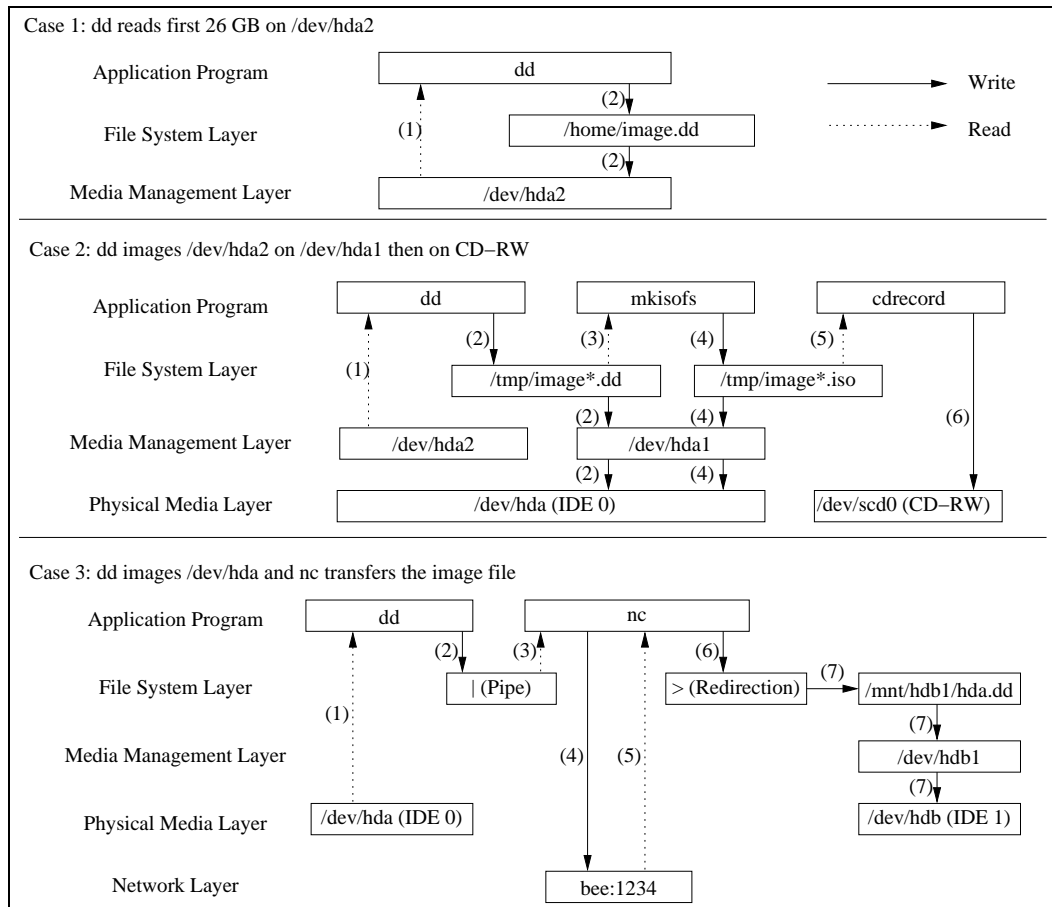 Case 1: dd reads first 26 GB on /dev/hda2
Application Program
dd
Write
(2)
(1)
File System Layer
/home/image.dd
Read
(2)
Media Management Layer
/dev/hda2
Case 2: dd images /dev/hda2 on /dev/hda1 then on CD−RW
Application Program
dd
mkisofs
cdrecord
(2)
(3)
(4)
(5)
File System Layer
(1)
/tmp/image*.dd
/tmp/image*.iso
(2)
(4)
(6)
Media Management Layer
/dev/hda2
/dev/hda1
(2)
(4)
Physical Media Layer
/dev/hda (IDE 0)
/dev/scd0 (CD−RW)
Case 3: dd images /dev/hda and nc transfers the image file
Application Program
dd
nc
(2)
(3)
(6)
File System Layer
| (Pipe)
> (Redirection)
(7)
/mnt/hdb1/hda.dd
(1)
(7)
Media Management Layer
(4)
(5)
/dev/hdb1
(7)
Physical Media Layer
/dev/hda (IDE 0)
/dev/hdb (IDE 1)
Network Layer
bee:1234